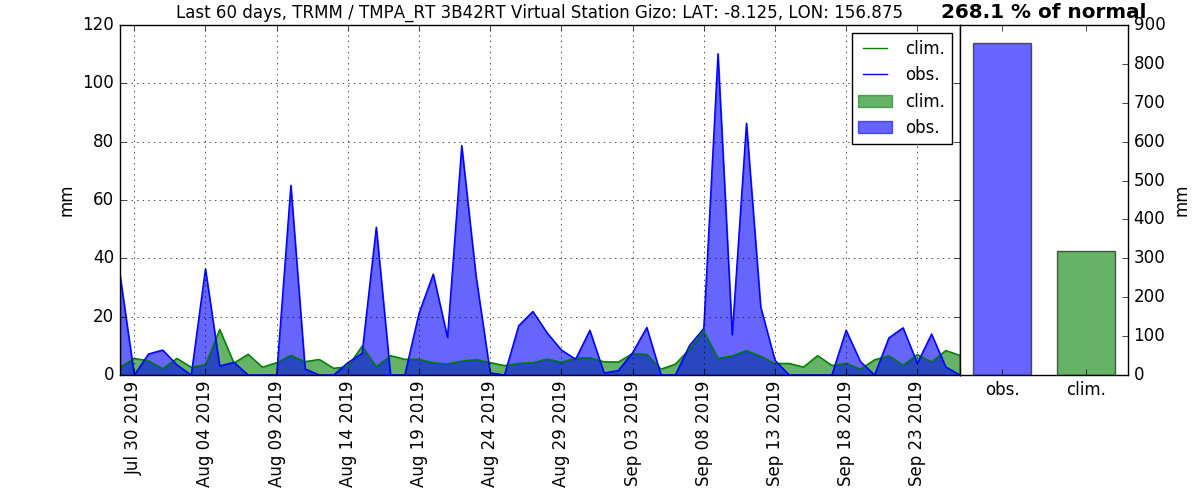 Last 60 days, TRMM / TMPA_RT 3B42RT Virtual Station Gizo: LAT: -8.125, LON: 156.875
268.1 % of normal
120
100
80
60
40
20
0
mm
clim.
obs.
clim.
obs.
Jul 30 2019
Aug 04 2019
Aug 09 2019
Aug 14 2019
Aug 19 2019
Aug 24 2019
Aug 29 2019
Sep 03 2019
Sep 08 2019
Sep 13 2019
Sep 18 2019
Sep 23 2019
900
800
700
600
500
400
300
200
100
0
mm
obs.
clim.